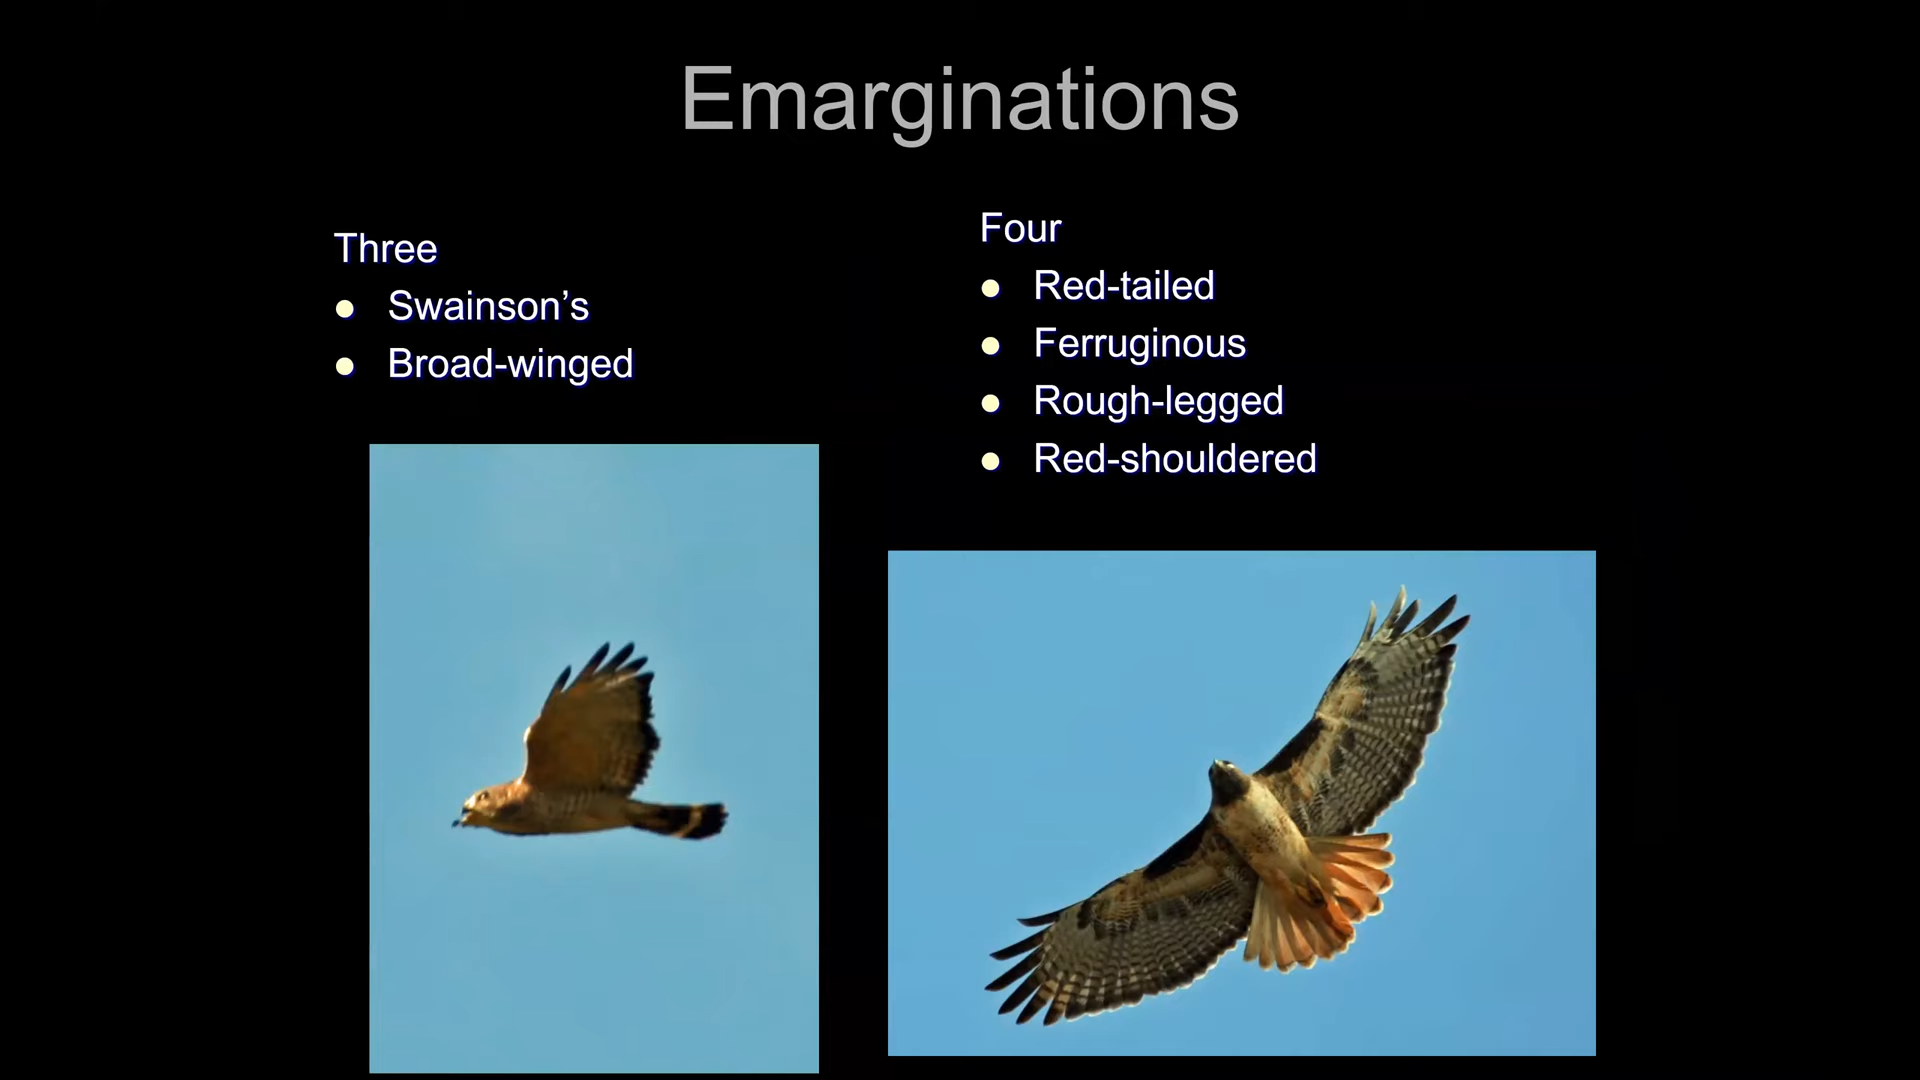 Emarginations
Three
● Swainson’s
● Broad-winged
Four
● Red-tailed
● Ferruginous
● Rough-legged
● Red-shouldered